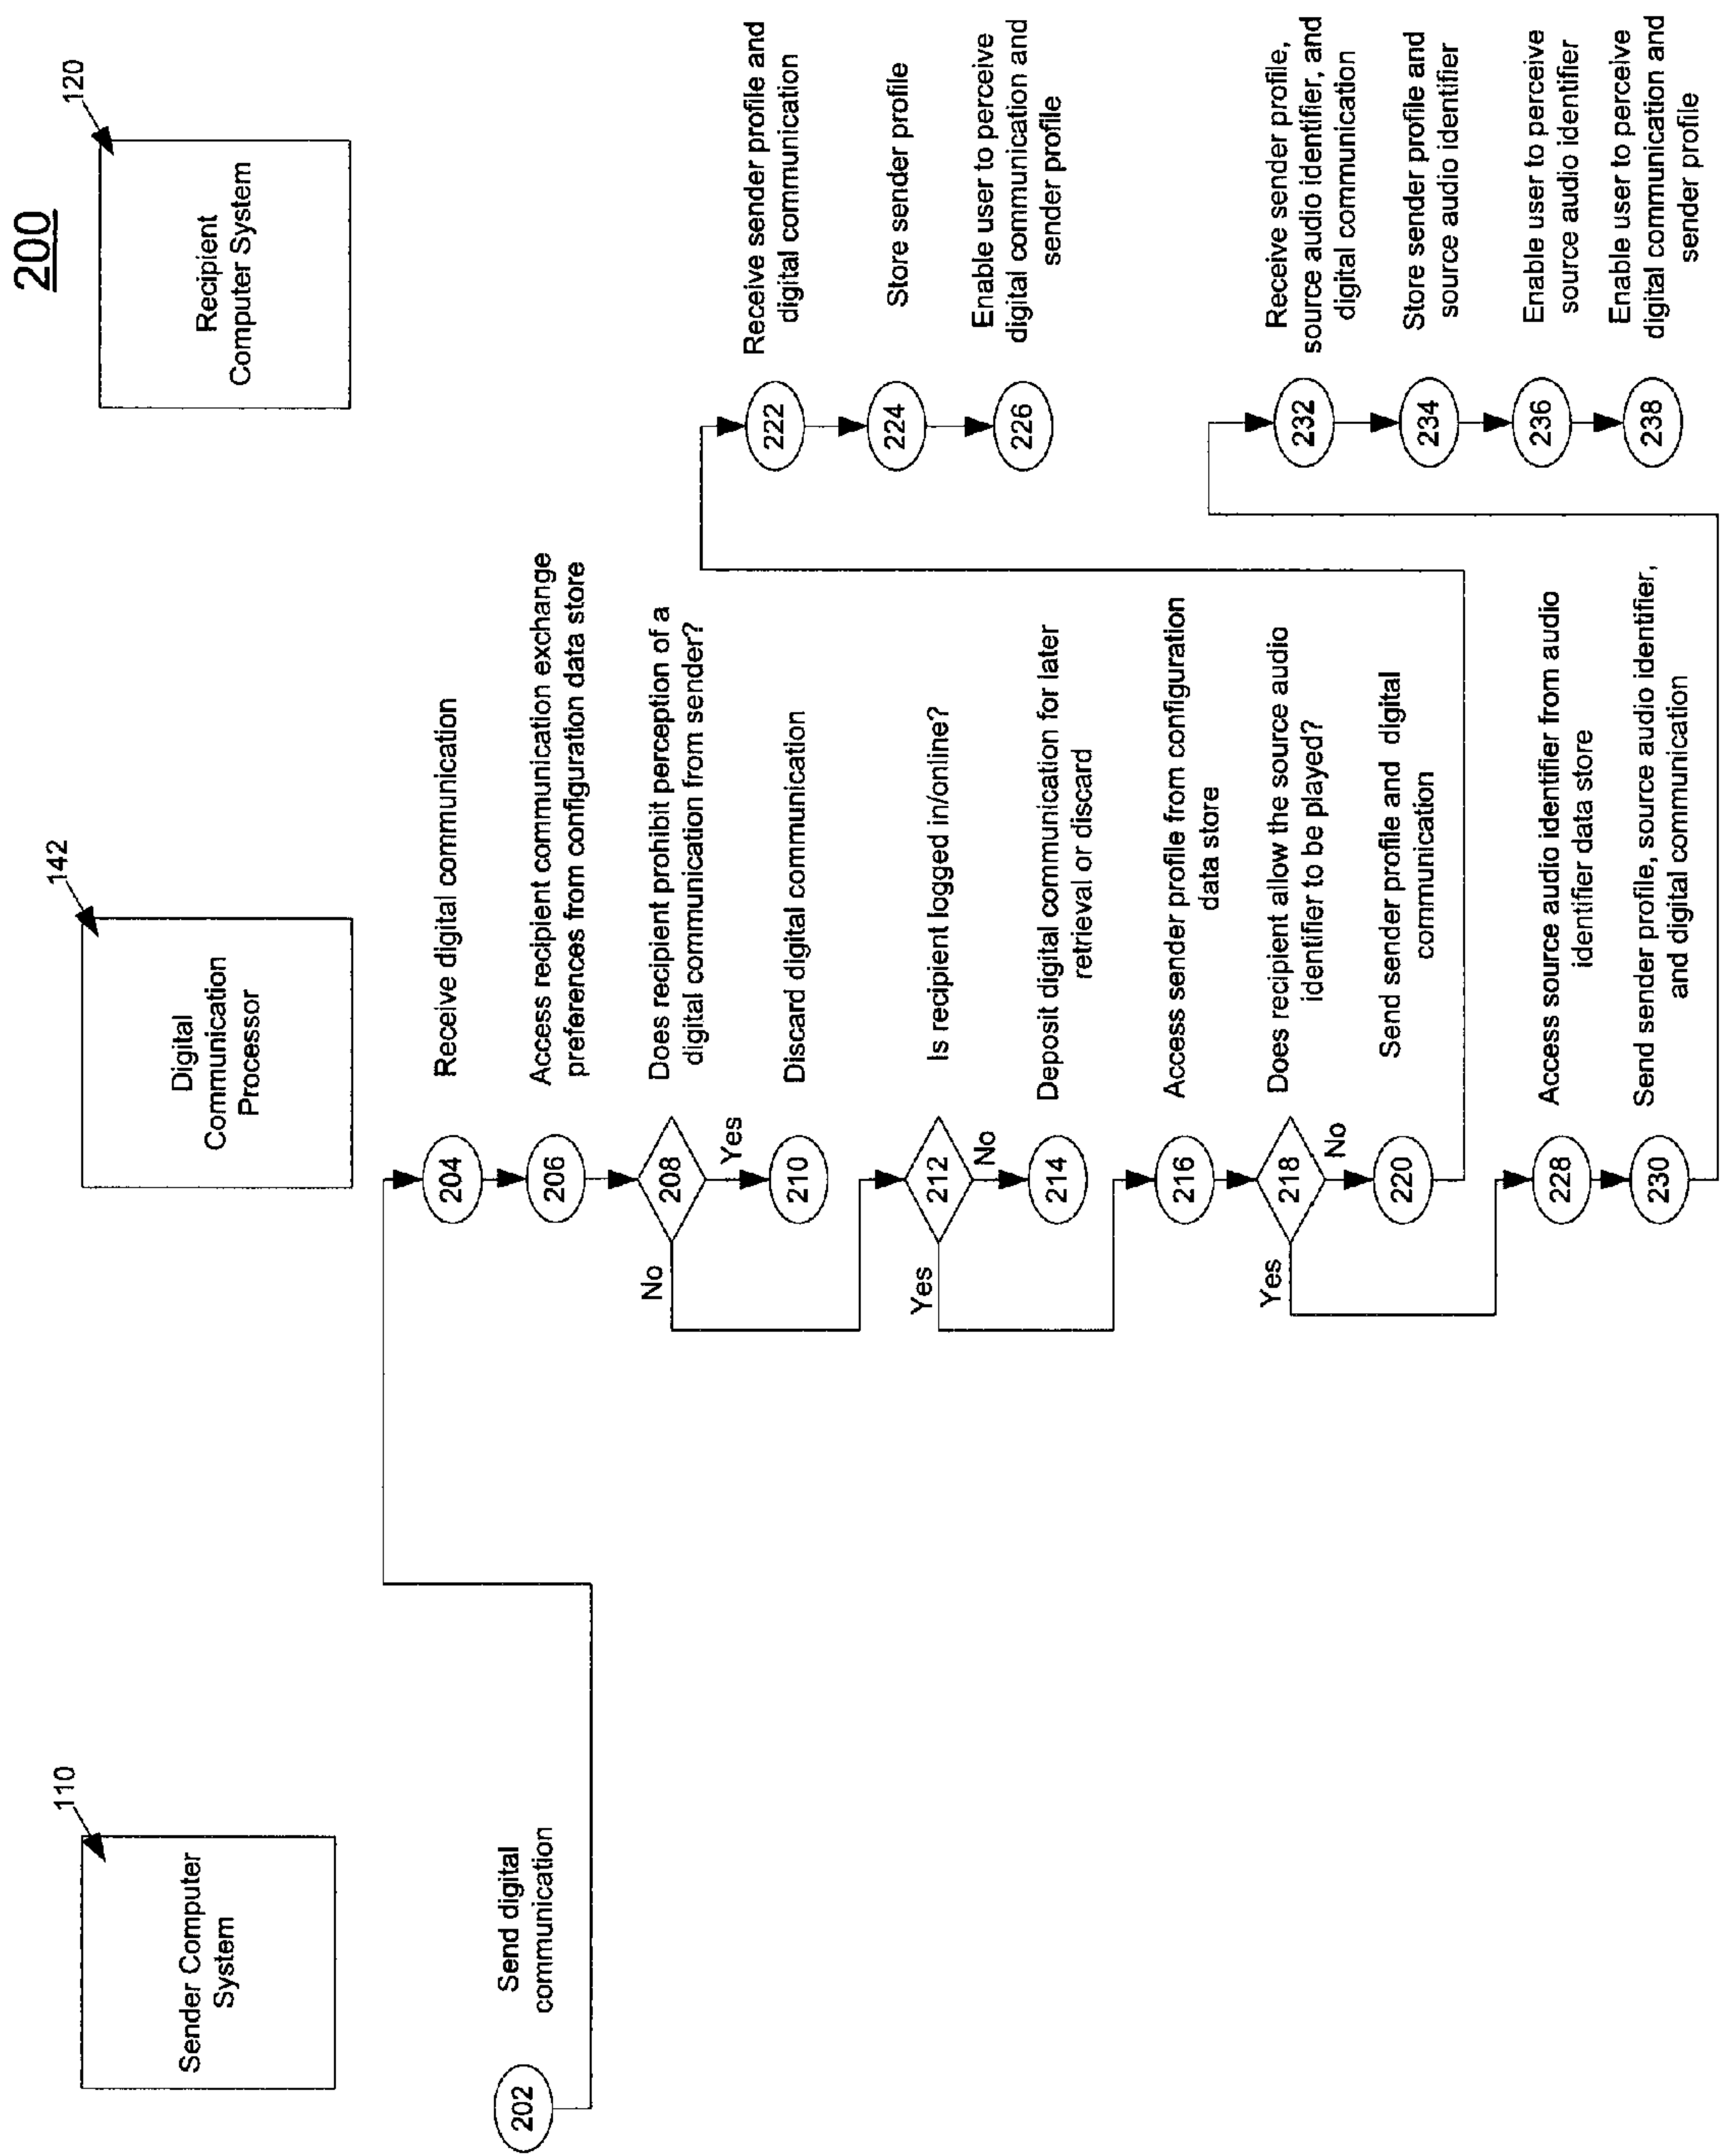 200
110
Sender Computer
System
142
Digital
Communication
Processor
120
Recipient
Computer System
202
Send digital
communication
204
Receive digital communication
206
Access recipient communication exchange
preferences from configuration data store
208
Does recipient prohibit perception of a
digital communication from sender?
Yes
No
210
Discard digital communication
212
Is recipient logged in/online?
No
Yes
214
Deposit digital communication for later
retrieval or discard
216
Access sender profile from configuration
data store
218
Does recipient allow the source audio
identifier to be played?
No
Yes
220
Send sender profile and digital
communication
222
Receive sender profile and
digital communication
224
Store sender profile
226
Enable user to perceive
digital communication and
sender profile
228
Access source audio identifier from audio
identifier data store
230
Send sender profile, source audio identifier,
and digital communication
232
Receive sender profile,
source audio identifier, and
digital communication
234
Store sender profile and
source audio identifier
236
Enable user to perceive
source audio identifier
238
Enable user to perceive
digital communication and
sender profile